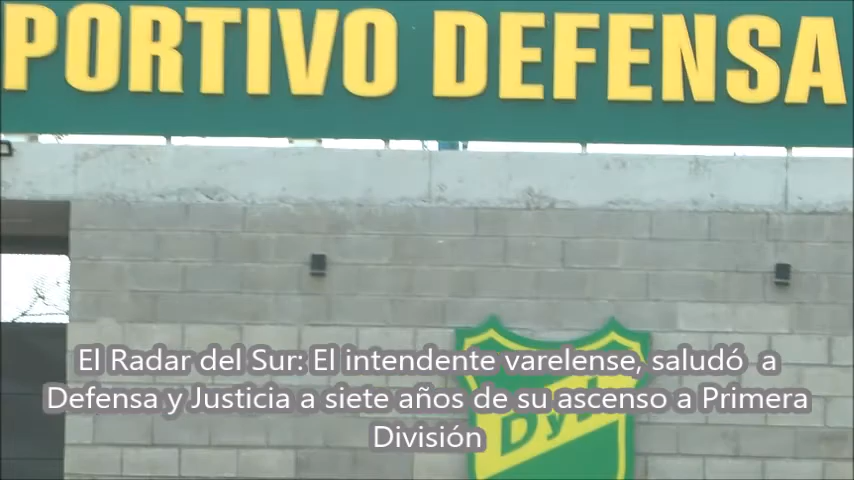 PORTIVO DEFENSA
El Radar del Sur: El intendente varelense, saludó a
Defensa y Justicia a siete años de su ascenso a Primera
División
DyJ